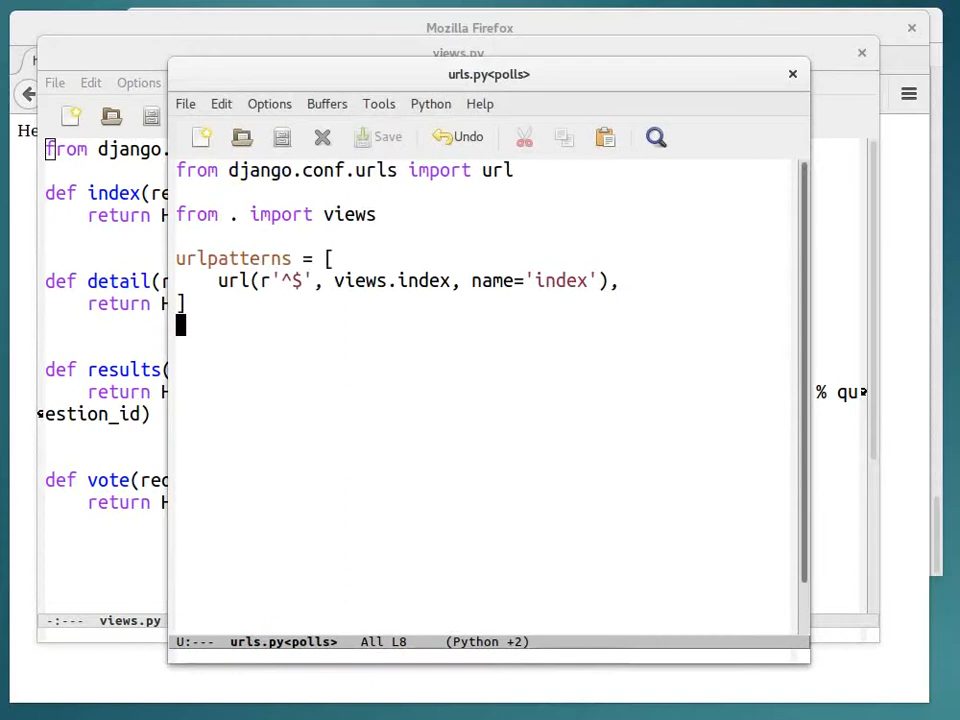 Mozilla Firefox
views.py
File Edit Options
He
from django.
def index(re
return H
def detail(r
return H
def results(
return H
% qu
estion_id)
def vote(rec
return H
-:--- views.py
urls.py<polls>
File Edit Options Buffers Tools Python Help
Save Undo
from django.conf.urls import url
from . import views
urlpatterns = [
url(r'^$', views.index, name='index'),
]
U:--- urls.py<polls> All L8 (Python +2)